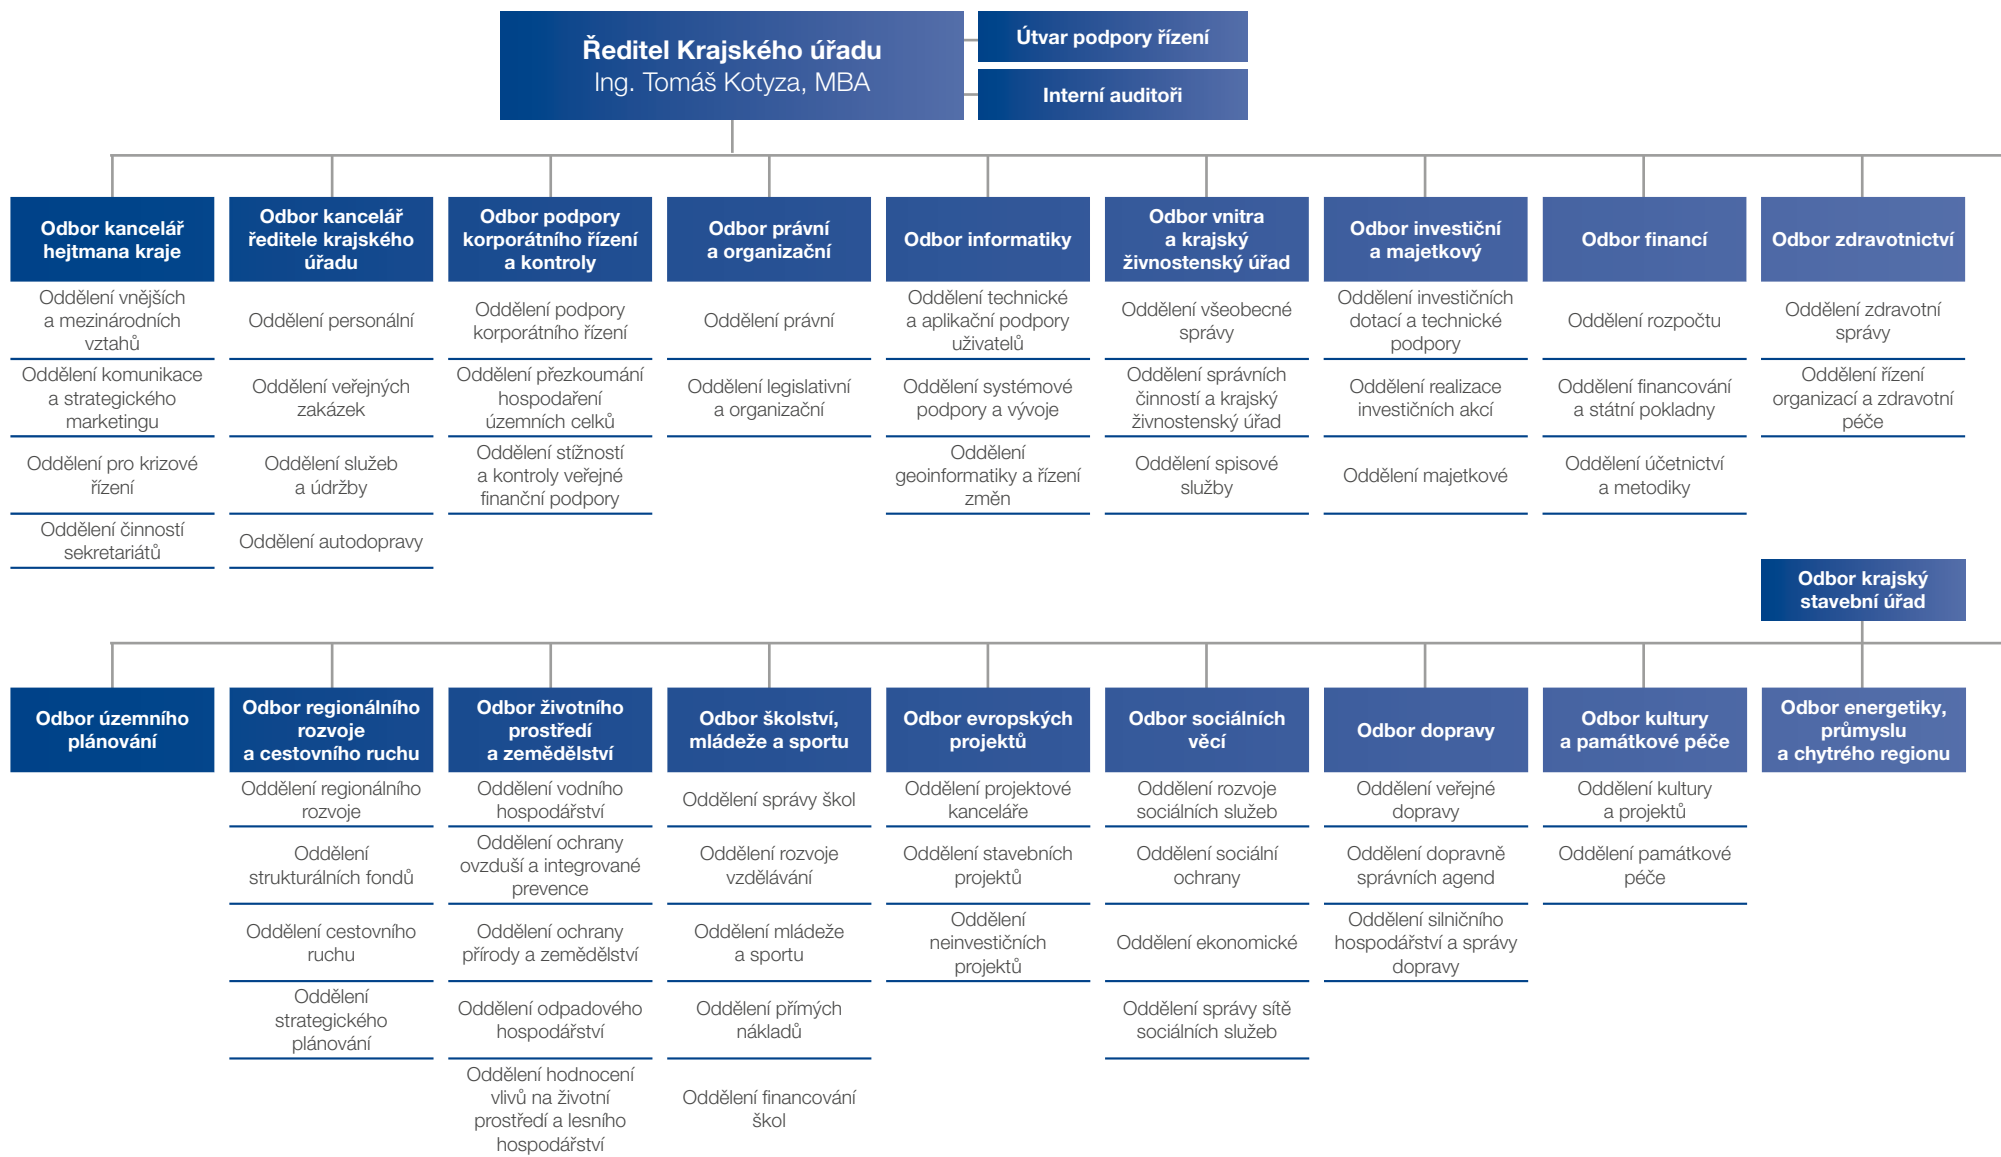 Ředitel Krajského úřadu
Ing. Tomáš Kotyza, MBA
Útvar podpory řízení
Interní auditoři
Odbor kancelář
hejtmana kraje
Oddělení vnějších
a mezinárodních
vztahů
Oddělení komunikace
a strategického
marketingu
Oddělení pro krizové
řízení
Oddělení činností
sekretariátů
Odbor kancelář
ředitele krajského
úřadu
Oddělení personální
Oddělení veřejných
zakázek
Oddělení služeb
a údržby
Oddělení autodopravy
Odbor podpory
korporátního řízení
a kontroly
Oddělení podpory
korporátního řízení
Oddělení přezkoumání
hospodaření
územních celků
Oddělení stížností
a kontroly veřejné
finanční podpory
Odbor právní
a organizační
Oddělení právní
Oddělení legislativní
a organizační
Odbor informatiky
Oddělení technické
a aplikační podpory
uživatelů
Oddělení systémové
podpory a vývoje
Oddělení
geoinformatiky a řízení
změn
Odbor vnitra
a krajský
živnostenský úřad
Oddělení všeobecné
správy
Oddělení správních
činností a krajský
živnostenský úřad
Oddělení spisové
služby
Odbor investiční
a majetkový
Oddělení investičních
dotací a technické
podpory
Oddělení realizace
investičních akcí
Oddělení majetkové
Odbor financí
Oddělení rozpočtu
Oddělení financování
a státní pokladny
Oddělení účetnictví
a metodiky
Odbor zdravotnictví
Oddělení zdravotní
správy
Oddělení řízení
organizací a zdravotní
péče
Odbor krajský
stavební úřad
Odbor územního
plánování
Odbor regionálního
rozvoje
a cestovního ruchu
Oddělení regionálního
rozvoje
Oddělení
strukturálních fondů
Oddělení cestovního
ruchu
Oddělení
strategického
plánování
Odbor životního
prostředí
a zemědělství
Oddělení vodního
hospodářství
Oddělení ochrany
ovzduší a integrované
prevence
Oddělení ochrany
přírody a zemědělství
Oddělení odpadového
hospodářství
Oddělení hodnocení
vlivů na životní
prostředí a lesního
hospodářství
Odbor školství,
mládeže a sportu
Oddělení správy škol
Oddělení rozvoje
vzdělávání
Oddělení mládeže
a sportu
Oddělení přímých
nákladů
Oddělení financování
škol
Odbor evropských
projektů
Oddělení projektové
kanceláře
Oddělení stavebních
projektů
Oddělení
neinvestičních
projektů
Odbor sociálních
věcí
Oddělení rozvoje
sociálních služeb
Oddělení sociální
ochrany
Oddělení ekonomické
Oddělení správy sítě
sociálních služeb
Odbor dopravy
Oddělení veřejné
dopravy
Oddělení dopravně
správních agend
Oddělení silničního
hospodářství a správy
dopravy
Odbor kultury
a památkové péče
Oddělení kultury
a projektů
Oddělení památkové
péče
Odbor energetiky,
průmyslu
a chytrého regionu